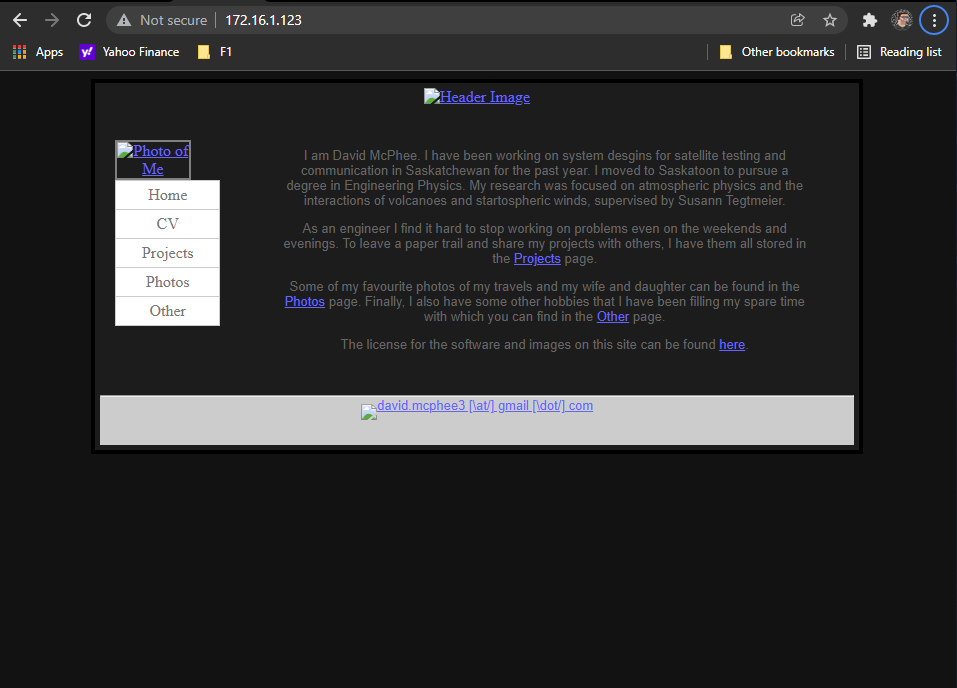 Not secure
172.16.1.123
Apps
Yahoo Finance
F1
Other bookmarks
Reading list
Header Image
Photo of
Me
Home
CV
Projects
Photos
Other
I am David McPhee. I have been working on system desgins for satellite testing and
communication in Saskatchewan for the past year. I moved to Saskatoon to pursue a
degree in Engineering Physics. My research was focused on atmospheric physics and the
interactions of volcanoes and startospheric winds, supervised by Susann Tegtmeier.
As an engineer I find it hard to stop working on problems even on the weekends and
evenings. To leave a paper trail and share my projects with others, I have them all stored in
the Projects page.
Some of my favourite photos of my travels and my wife and daughter can be found in the
Photos page. Finally, I also have some other hobbies that I have been filling my spare time
with which you can find in the Other page.
The license for the software and images on this site can be found here.
david.mcphee3 [\at/] gmail [\dot/] com